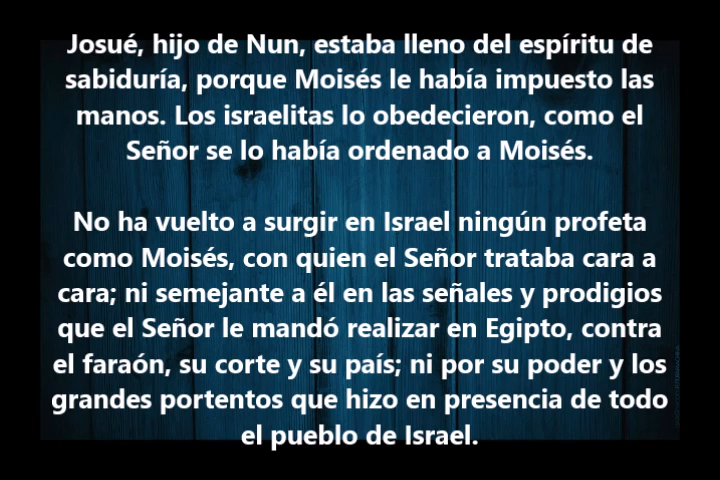 Josué, hijo de Nun, estaba lleno del espíritu de
sabiduría, porque Moisés le había impuesto las
manos. Los israelitas lo obedecieron, como el
Señor se lo había ordenado a Moisés.
No ha vuelto a surgir en Israel ningún profeta
como Moisés, con quien el Señor trataba cara a
cara; ni semejante a él en las señales y prodigios
que el Señor le mandó realizar en Egipto, contra
el faraón, su corte y su país; ni por su poder y los
grandes portentos que hizo en presencia de todo
el pueblo de Israel.